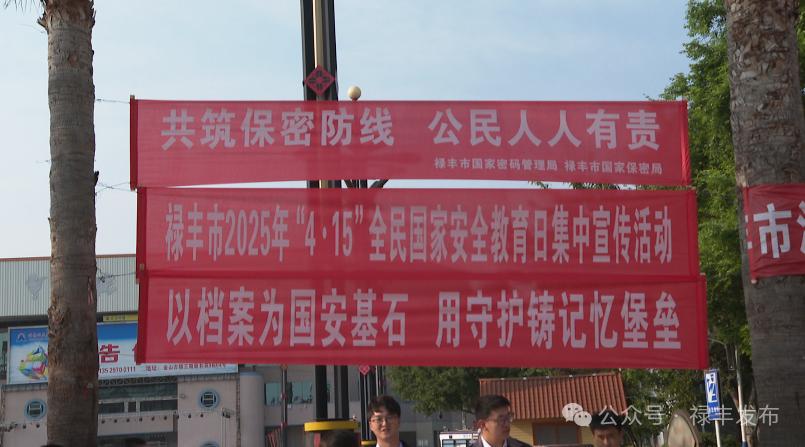 共筑保密防线 公民人人有责
禄丰市国家密码管理局 禄丰市国家保密局
禄丰市2025年“4·15”全民国家安全教育日集中宣传活动
以档案为国安基石 用守护铸记忆堡垒
市
告
公众号·禄丰发布